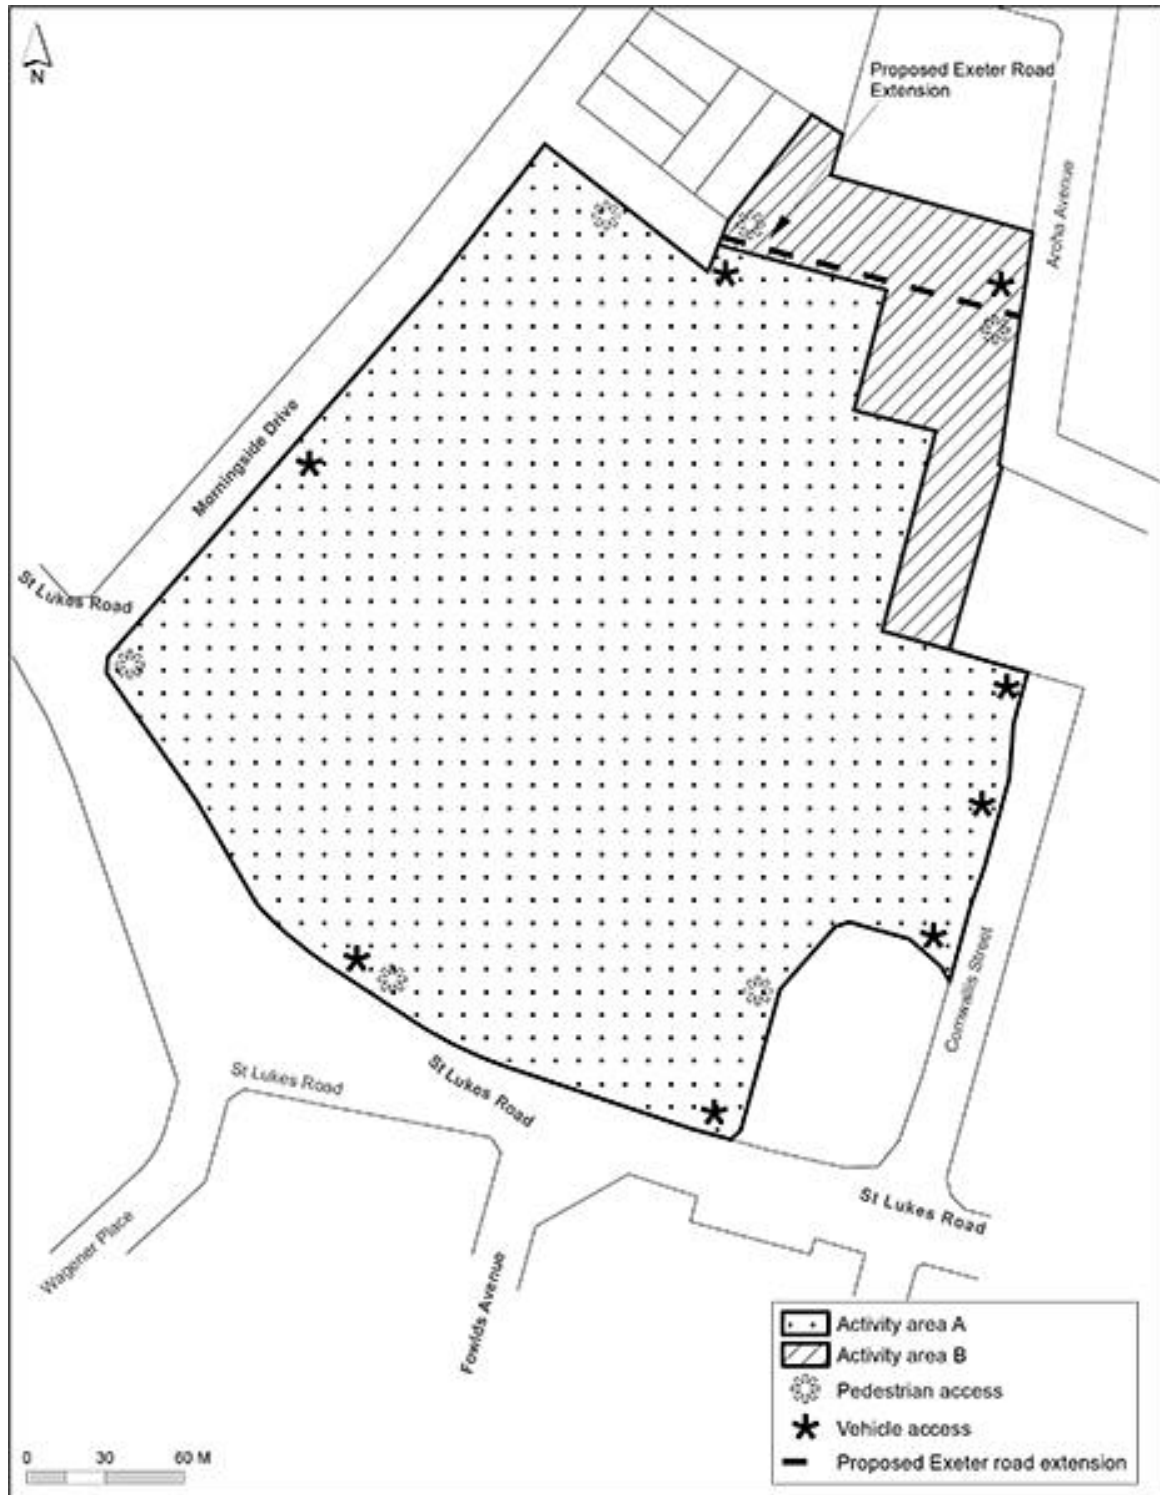 N
Proposed Exeter Road
Extension
Aroha Avenue
Morningside Drive
St Lukes Road
Cornwallis Street
St Lukes Road
St Lukes Road
St Lukes Road
Wagener Place
Fowlds Avenue
Activity area A
Activity area B
Pedestrian access
Vehicle access
Proposed Exeter road extension
0 30 60 M